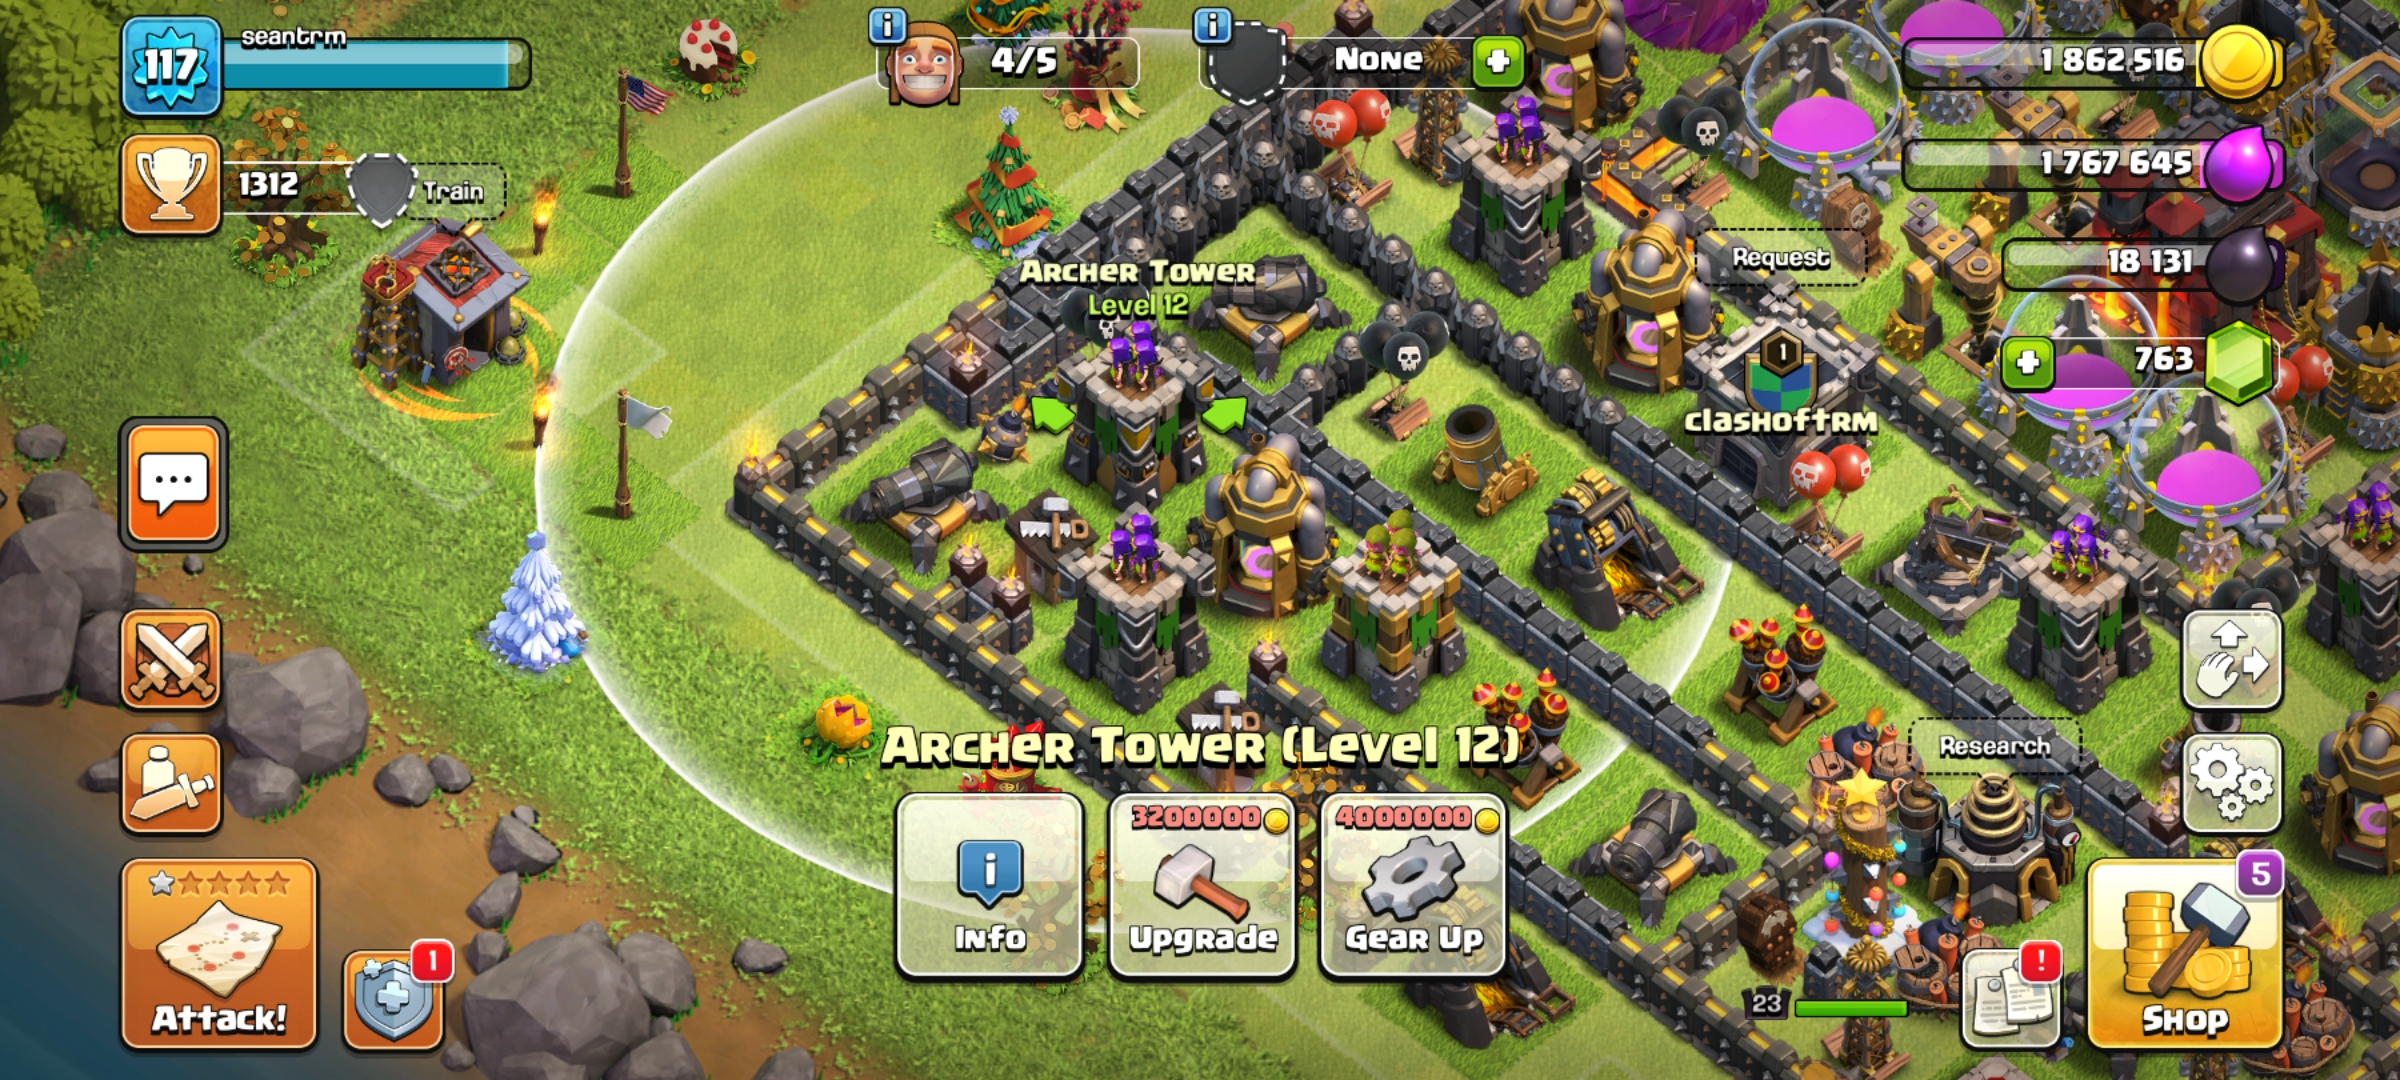 117
seantrm
4/5
None
1 862 516
1312
Train
1 767 645
Request
18 131
Archer Tower
Level 12
763
1
clashoftRM
Archer Tower (Level 12)
Research
3200000
4000000
Info
Upgrade
Gear Up
5
Attack!
1
23
!
Shop